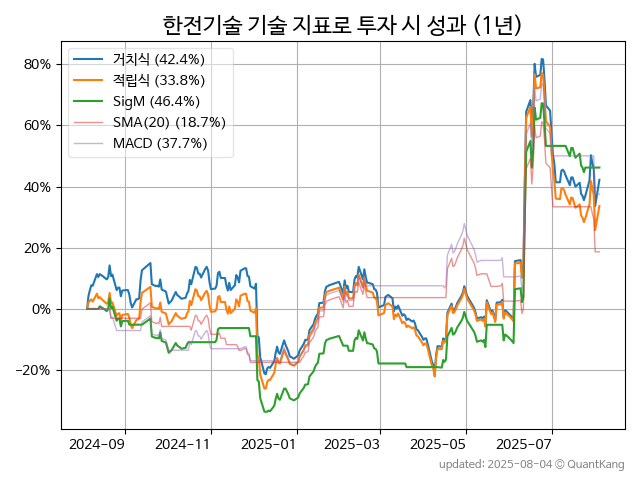 한전기술 기술 지표로 투자 시 성과 (1년)
거치식 (42.4%)
적립식 (33.8%)
SigM (46.4%)
SMA(20) (18.7%)
MACD (37.7%)
80%
60%
40%
20%
0%
−20%
2024−09 2024−11 2025−01 2025−03 2025−05 2025−07
updated: 2025-08-04 © QuantKang